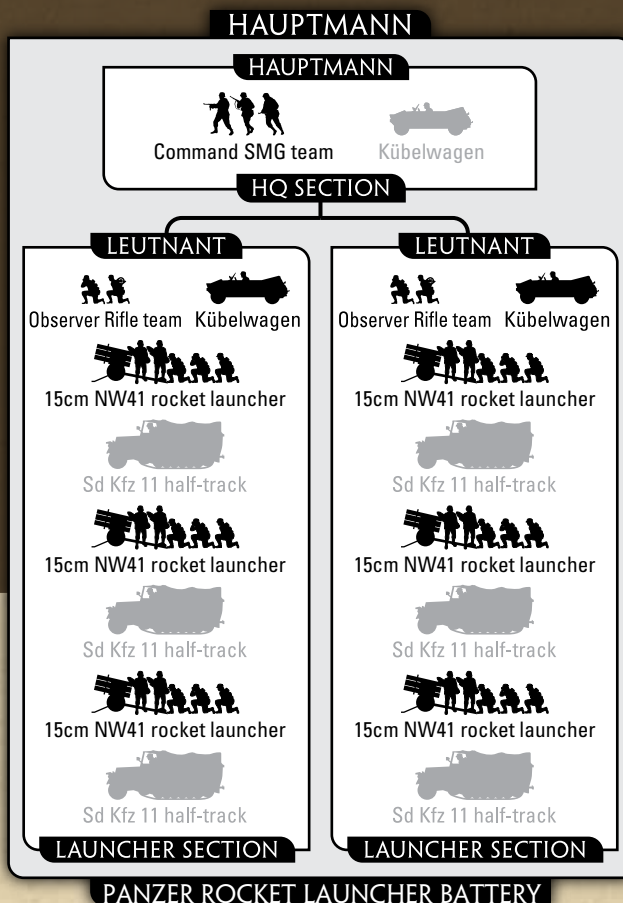 HAUPTMANN
HAUPTMANN
Command SMG team
Kübelwagen
HQ SECTION
LEUTNANT
Observer Rifle team
Kübelwagen
15cm NW41 rocket launcher
Sd Kfz 11 half-track
15cm NW41 rocket launcher
Sd Kfz 11 half-track
15cm NW41 rocket launcher
Sd Kfz 11 half-track
LAUNCHER SECTION
LEUTNANT
Observer Rifle team
Kübelwagen
15cm NW41 rocket launcher
Sd Kfz 11 half-track
15cm NW41 rocket launcher
Sd Kfz 11 half-track
15cm NW41 rocket launcher
Sd Kfz 11 half-track
LAUNCHER SECTION
PANZER ROCKET LAUNCHER BATTERY